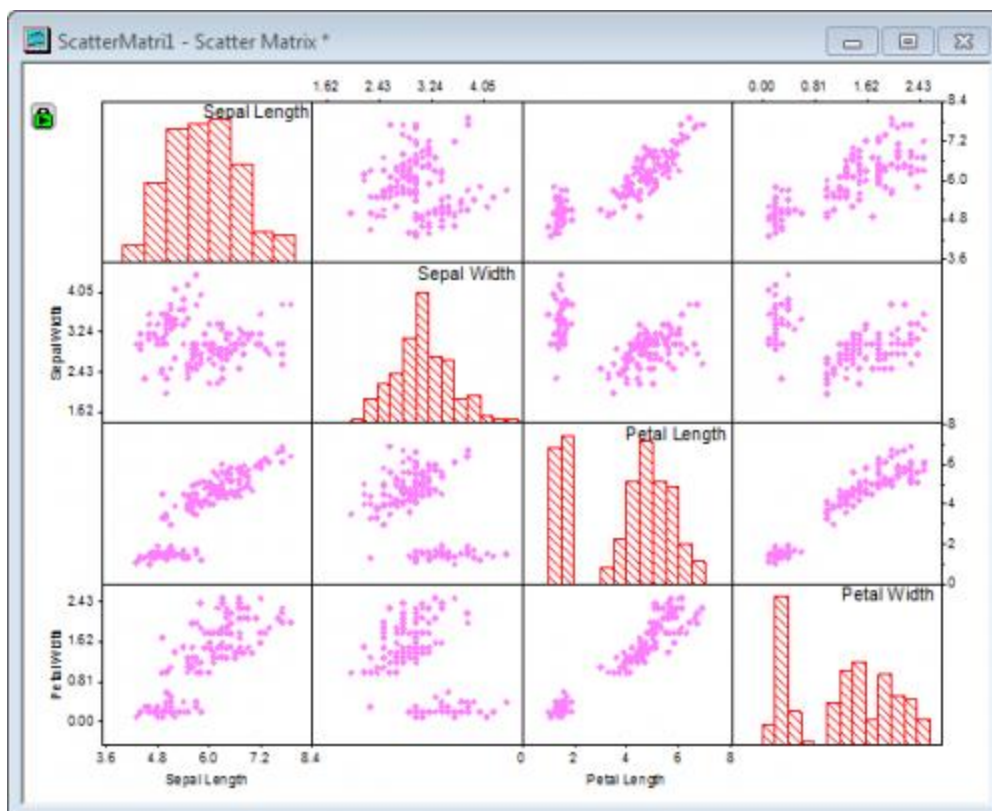 ScatterMatri1 - Scatter Matrix *
1.62 2.43 3.24 4.05 0.00 0.81 1.62 2.43
Sepal Length
8.4
7.2
6.0
4.8
3.6
Sepal Width
4.05
3.24
2.43
1.62
Sepal Width
Petal Length
8
6
4
2
0
Petal Width
2.43
1.62
0.81
0.00
Petal Width
3.6 4.8 6.0 7.2 8.4 0 2 4 6 8
Sepal Length Petal Length